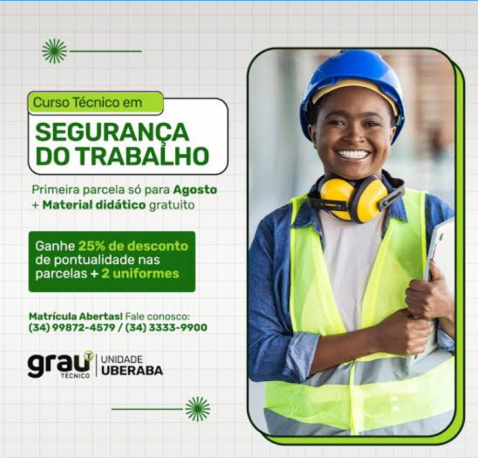 Curso Técnico em
SEGURANÇA
DO TRABALHO
Primeira parcela só para Agosto
+ Material didático gratuito
Ganhe 25% de desconto
de pontualidade nas
parcelas + 2 uniformes
Matrícula Abertas! Fale conosco:
(34) 99872-4579 / (34) 3333-9900
grau T
TÉCNICO
UNIDADE
UBERABA